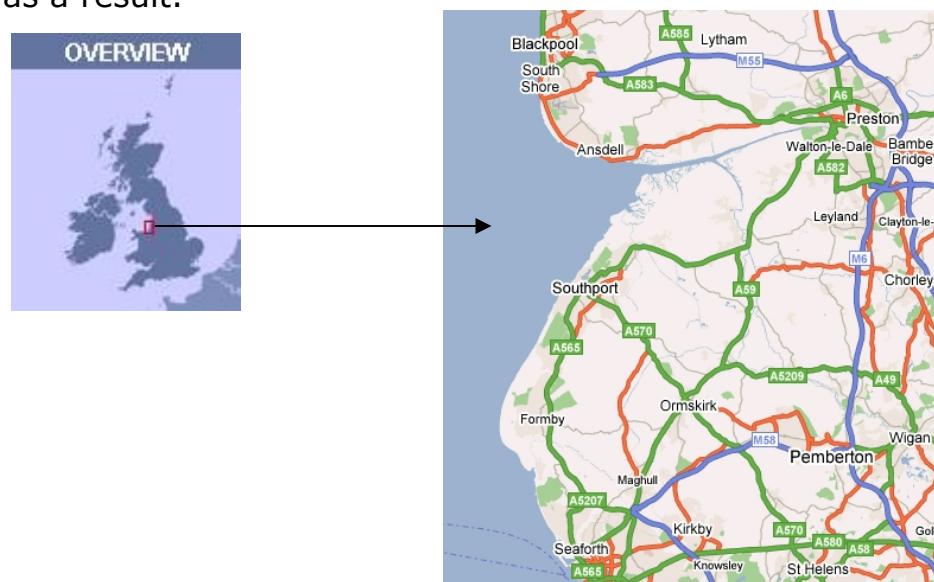 as a result.
OVERVIEW
Blackpool
A585
Lytham
M55
South
Shore
A583
A6
Preston
Ansdell
Walton-le-Dale
Bambe
Bridge
A582
Leyland
Clayton-le-
M6
Southport
A59
Chorley
A570
A565
A5209
A49
Ormskirk
Formby
M58
Wigan
Pemberton
Maghull
A5207
Kirkby
A570
A580
A58
Gol
Seaforth
Knowsley
St Helens
A565